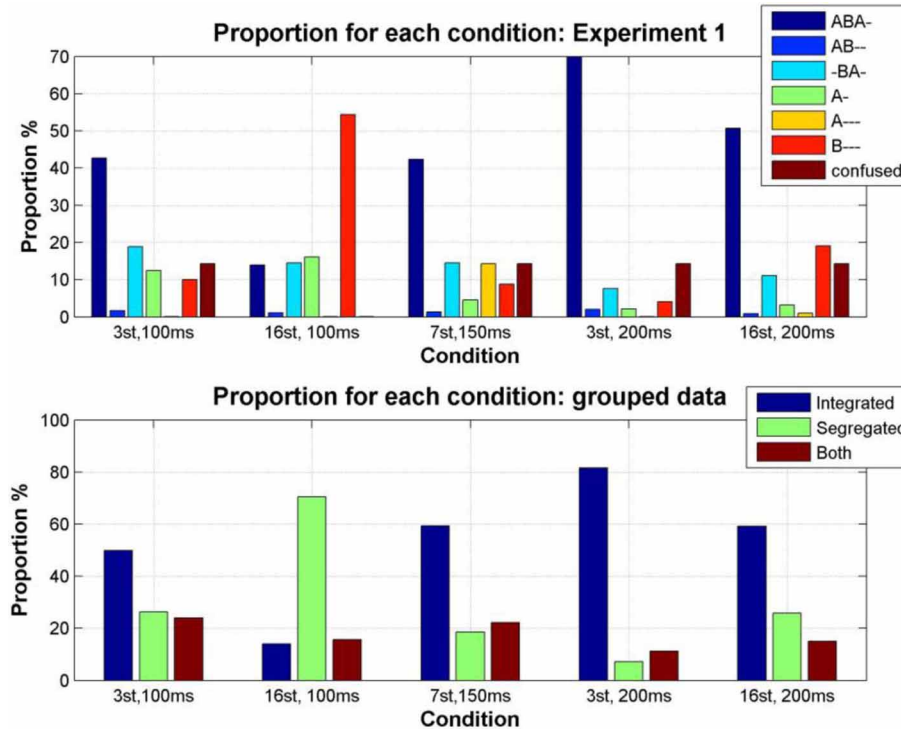 Proportion for each condition: Experiment 1
ABA-
AB--
-BA-
A-
A---
B---
confused
Proportion %
70
60
50
40
30
20
10
0
3st,100ms 16st, 100ms 7st,150ms 3st, 200ms 16st, 200ms
Condition
Proportion for each condition: grouped data
Integrated
Segregated
Both
Proportion %
100
80
60
40
20
0
3st,100ms 16st, 100ms 7st,150ms 3st, 200ms 16st, 200ms
Condition